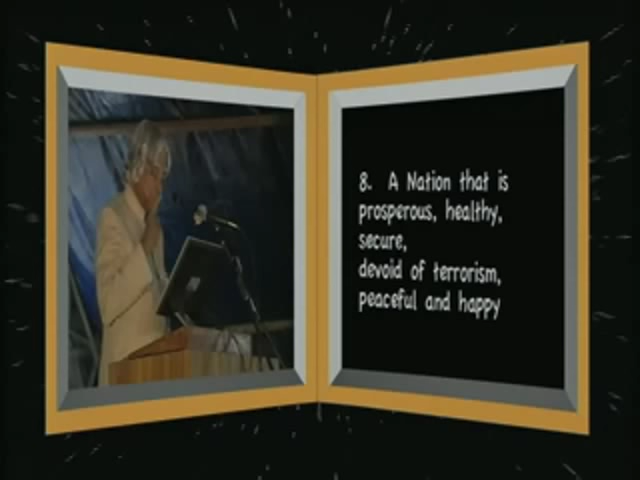 8. A Nation that is
prosperous, healthy,
secure,
devoid of terrorism,
peaceful and happy